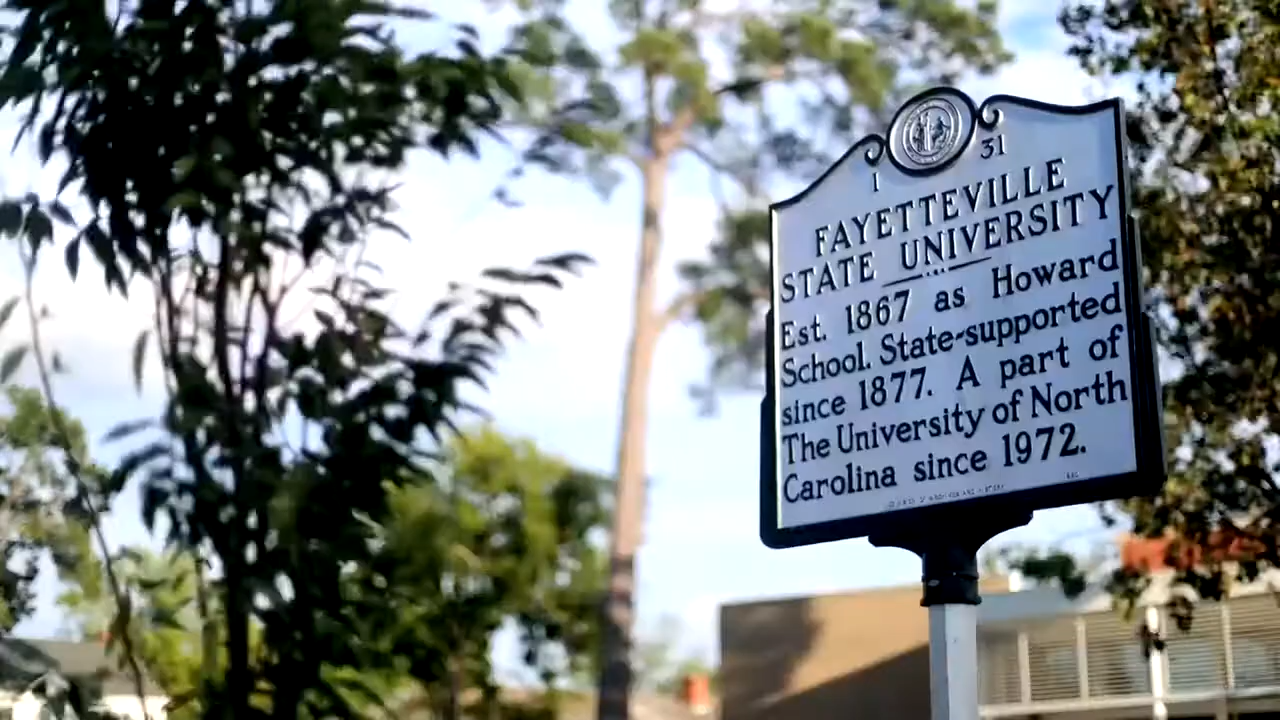 I 31
FAYETTEVILLE
STATE UNIVERSITY
Est. 1867 as Howard
School. State-supported
since 1877. A part of
The University of North
Carolina since 1972.